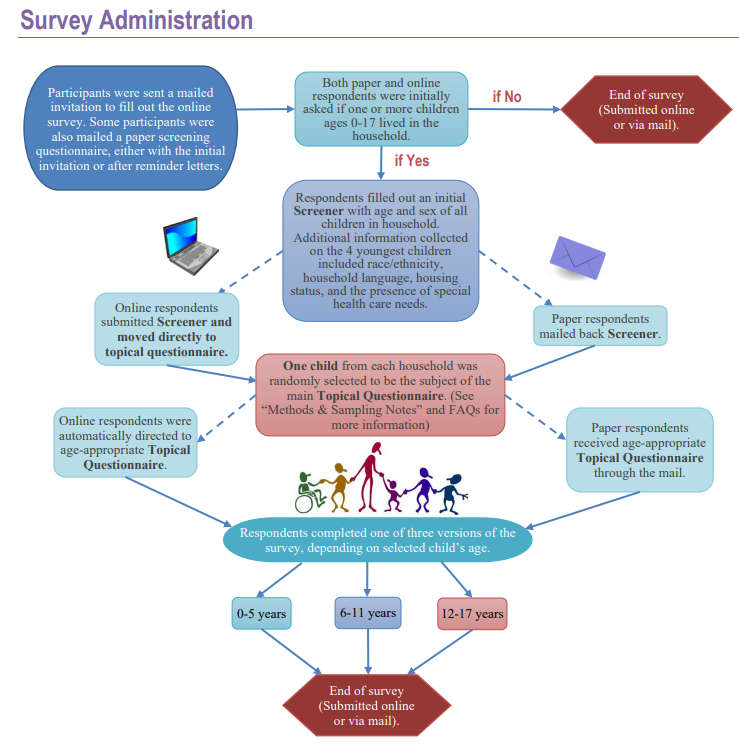 Survey Administration
Participants were sent a mailed
invitation to fill out the online
survey. Some participants were
also mailed a paper screening
questionnaire, either with the initial
invitation or after reminder letters.
Both paper and online
respondents were initially
asked if one or more children
ages 0-17 lived in the
household.
if No
End of survey
(Submitted online
or via mail).
if Yes
Respondents filled out an initial
Screener with age and sex of all
children in household.
Additional information collected
on the 4 youngest children
included race/ethnicity,
household language, housing
status, and the presence of special
health care needs.
Online respondents
submitted Screener and
moved directly to
topical questionnaire.
Paper respondents
mailed back Screener.
One child from each household was
randomly selected to be the subject of the
main Topical Questionnaire. (See
“Methods & Sampling Notes” and FAQs for
more information)
Online respondents were
automatically directed to
age-appropriate Topical
Questionnaire.
Paper respondents
received age-appropriate
Topical Questionnaire
through the mail.
Respondents completed one of three versions of the
survey, depending on selected child’s age.
0-5 years
6-11 years
12-17 years
End of survey
(Submitted online
or via mail).